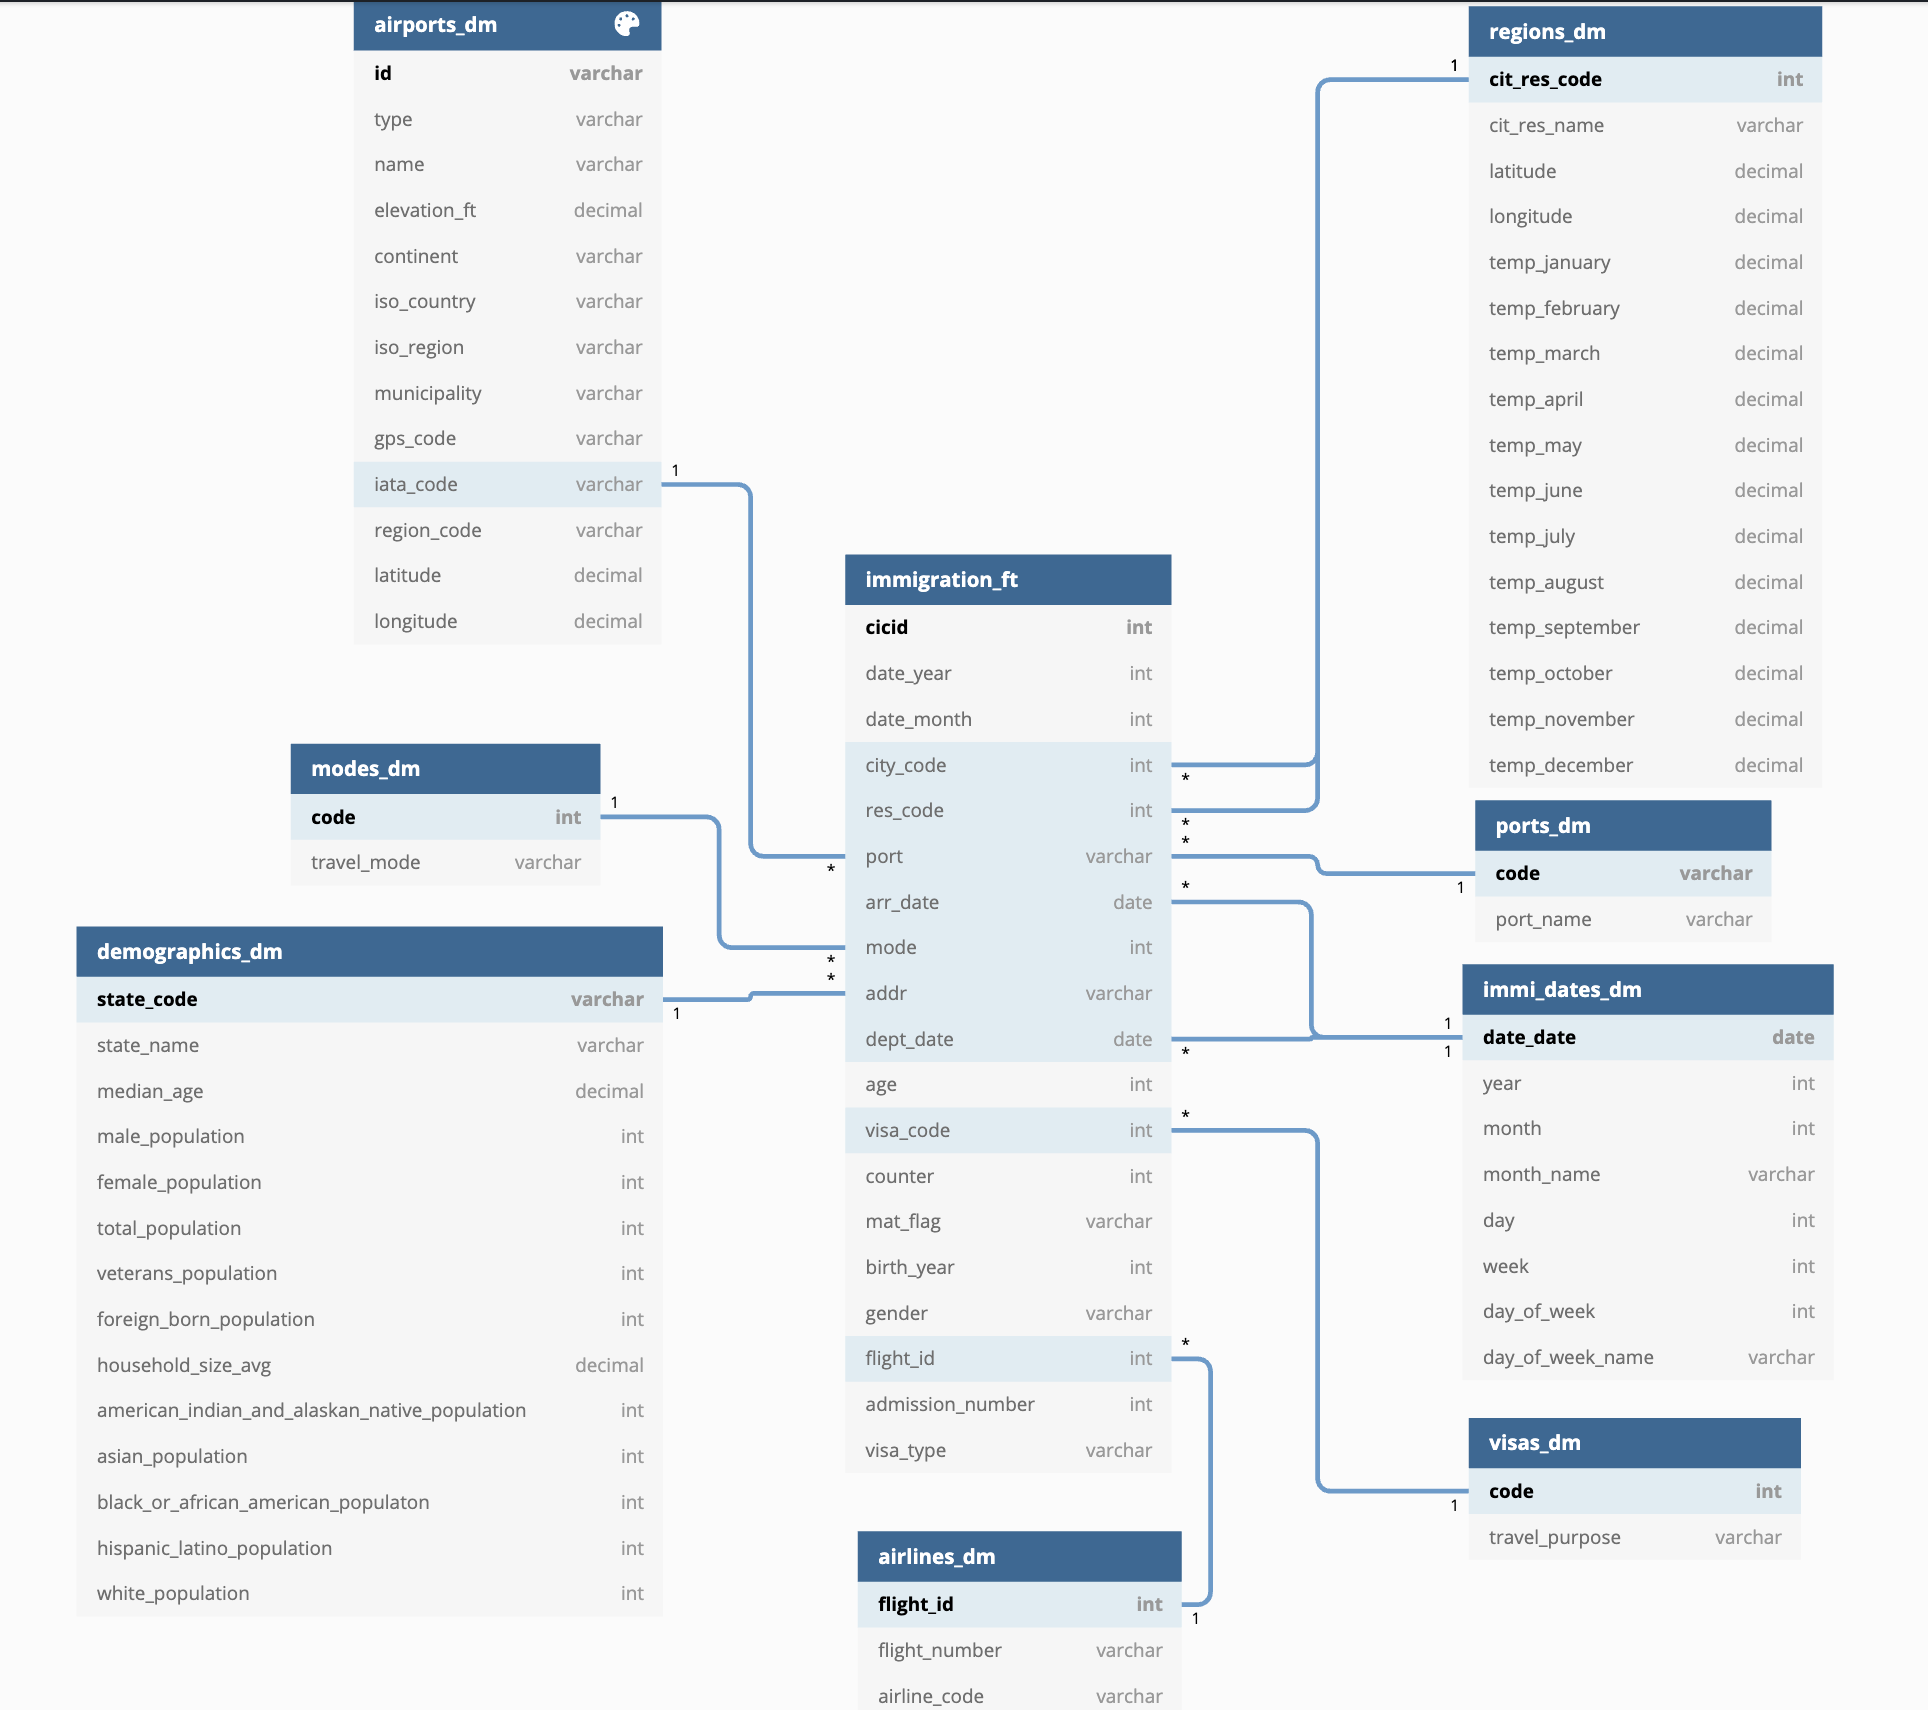 airports_dm
id varchar
type varchar
name varchar
elevation_ft decimal
continent varchar
iso_country varchar
iso_region varchar
municipality varchar
gps_code varchar
iata_code varchar
1
region_code varchar
latitude decimal
longitude decimal
modes_dm
code int
1
travel_mode varchar
demographics_dm
state_code varchar
1
state_name varchar
median_age decimal
male_population int
female_population int
total_population int
veterans_population int
foreign_born_population int
household_size_avg decimal
american_indian_and_alaskan_native_population int
asian_population int
black_or_african_american_populaton int
hispanic_latino_population int
white_population int
immigration_ft
cicid int
date_year int
date_month int
city_code int
*
res_code int
*
*
port varchar
*
*
arr_date date
mode int
*
*
addr varchar
dept_date date
*
age int
*
visa_code int
counter int
mat_flag varchar
birth_year int
gender varchar
*
flight_id int
admission_number int
visa_type varchar
airlines_dm
flight_id int
1
flight_number varchar
airline_code varchar
regions_dm
1
cit_res_code int
cit_res_name varchar
latitude decimal
longitude decimal
temp_january decimal
temp_february decimal
temp_march decimal
temp_april decimal
temp_may decimal
temp_june decimal
temp_july decimal
temp_august decimal
temp_september decimal
temp_october decimal
temp_november decimal
temp_december decimal
ports_dm
code varchar
1
port_name varchar
immi_dates_dm
1
date_date date
1
year int
month int
month_name varchar
day int
week int
day_of_week int
day_of_week_name varchar
visas_dm
code int
1
travel_purpose varchar